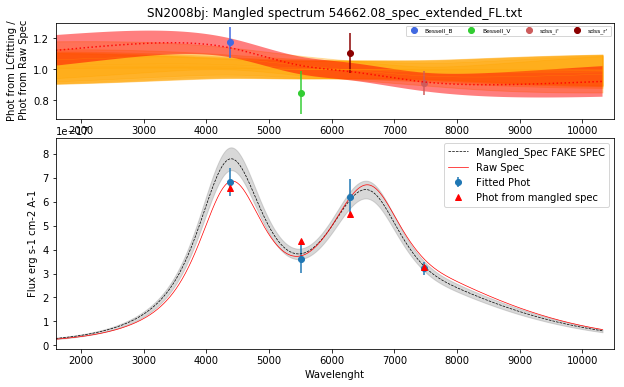 SN2008bj: Mangled spectrum 54662.08_spec_extended_FL.txt
Phot from LCfitting /
Phot from Raw Spec
1.2
1.0
0.8
Bessell_B
Bessell_V
sdss_i'
sdss_r'
2000 3000 4000 5000 6000 7000 8000 9000 10000
1e−17
Flux erg s-1 cm-2 A-1
8
7
6
5
4
3
2
1
0
Mangled_Spec FAKE SPEC
Raw Spec
Fitted Phot
Phot from mangled spec
2000 3000 4000 5000 6000 7000 8000 9000 10000
Wavelenght